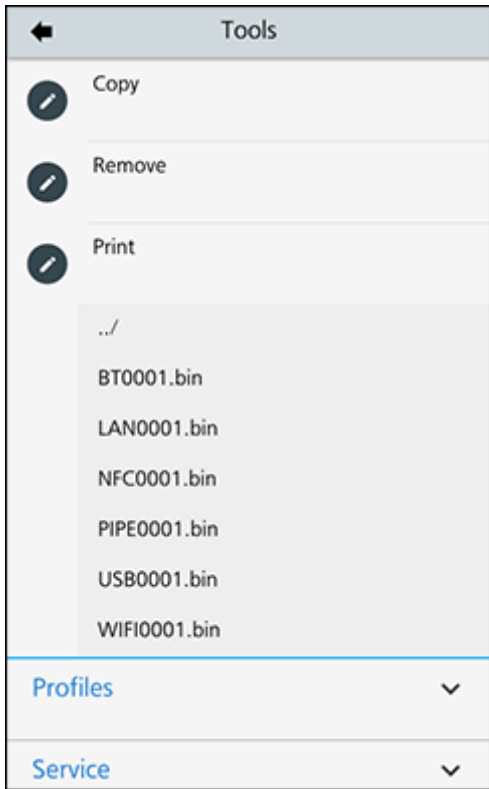 Tools
Copy
Remove
Print
../
BT0001.bin
LAN0001.bin
NFC0001.bin
PIPE0001.bin
USB0001.bin
WIFI0001.bin
Profiles
Service